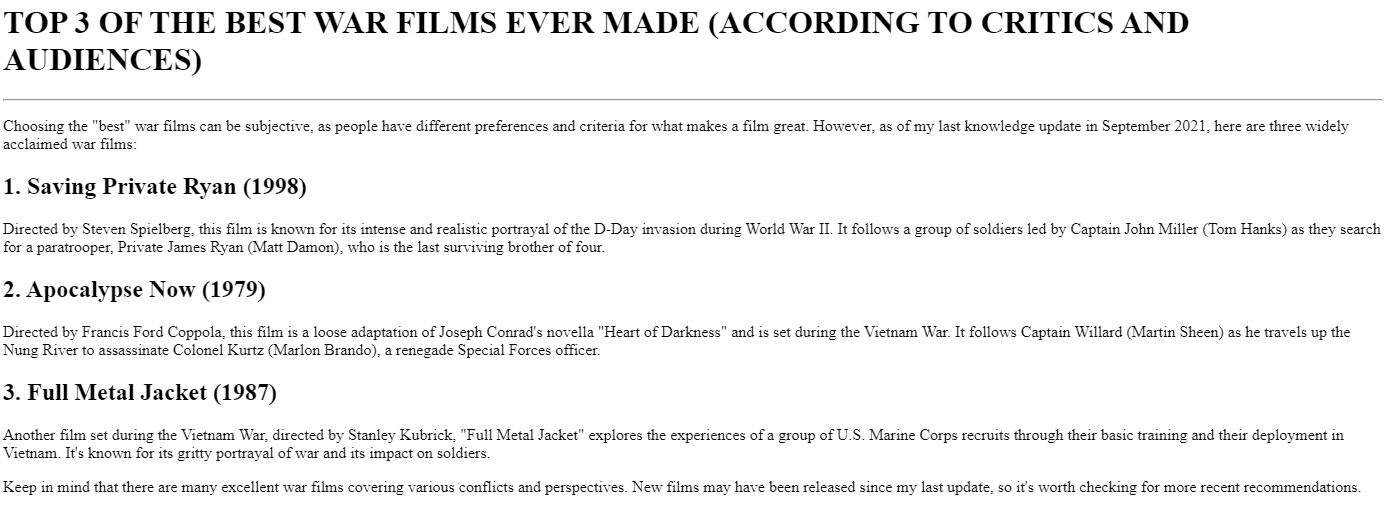 TOP 3 OF THE BEST WAR FILMS EVER MADE (ACCORDING TO CRITICS AND
AUDIENCES)
Choosing the "best" war films can be subjective, as people have different preferences and criteria for what makes a film great. However, as of my last knowledge update in September 2021, here are three widely
acclaimed war films:
1. Saving Private Ryan (1998)
Directed by Steven Spielberg, this film is known for its intense and realistic portrayal of the D-Day invasion during World War II. It follows a group of soldiers led by Captain John Miller (Tom Hanks) as they search
for a paratrooper, Private James Ryan (Matt Damon), who is the last surviving brother of four.
2. Apocalypse Now (1979)
Directed by Francis Ford Coppola, this film is a loose adaptation of Joseph Conrad's novella "Heart of Darkness" and is set during the Vietnam War. It follows Captain Willard (Martin Sheen) as he travels up the
Nung River to assassinate Colonel Kurtz (Marlon Brando), a renegade Special Forces officer.
3. Full Metal Jacket (1987)
Another film set during the Vietnam War, directed by Stanley Kubrick, "Full Metal Jacket" explores the experiences of a group of U.S. Marine Corps recruits through their basic training and their deployment in
Vietnam. It's known for its gritty portrayal of war and its impact on soldiers.
Keep in mind that there are many excellent war films covering various conflicts and perspectives. New films may have been released since my last update, so it's worth checking for more recent recommendations.